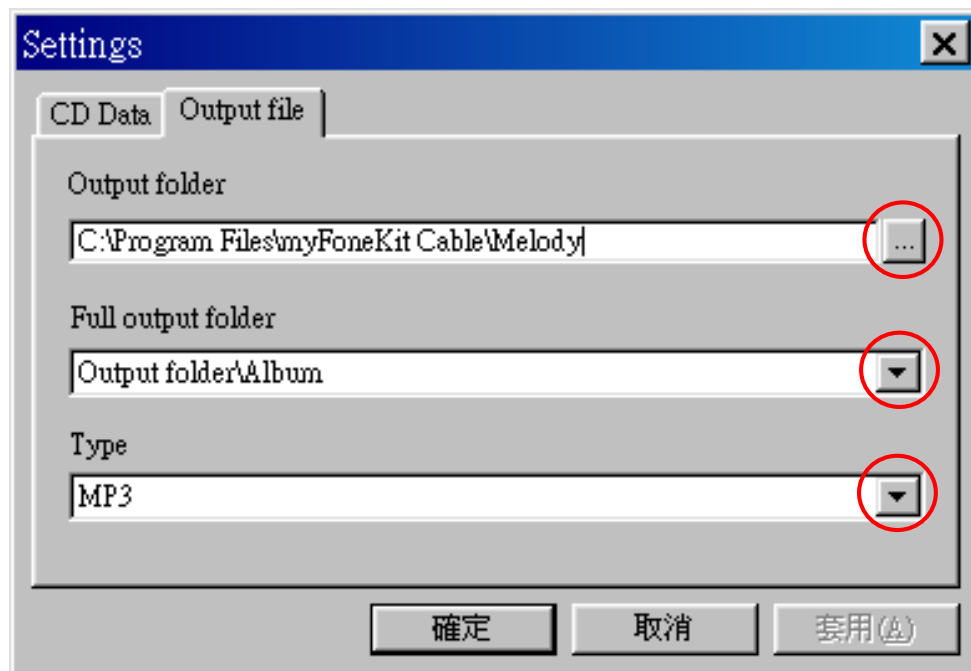 Settings
CD Data Output file
Output folder
C:\Program Files\myFoneKit Cable\Melody
...
Full output folder
Output folder\Album
Type
MP3
確定 取消 套用(A)